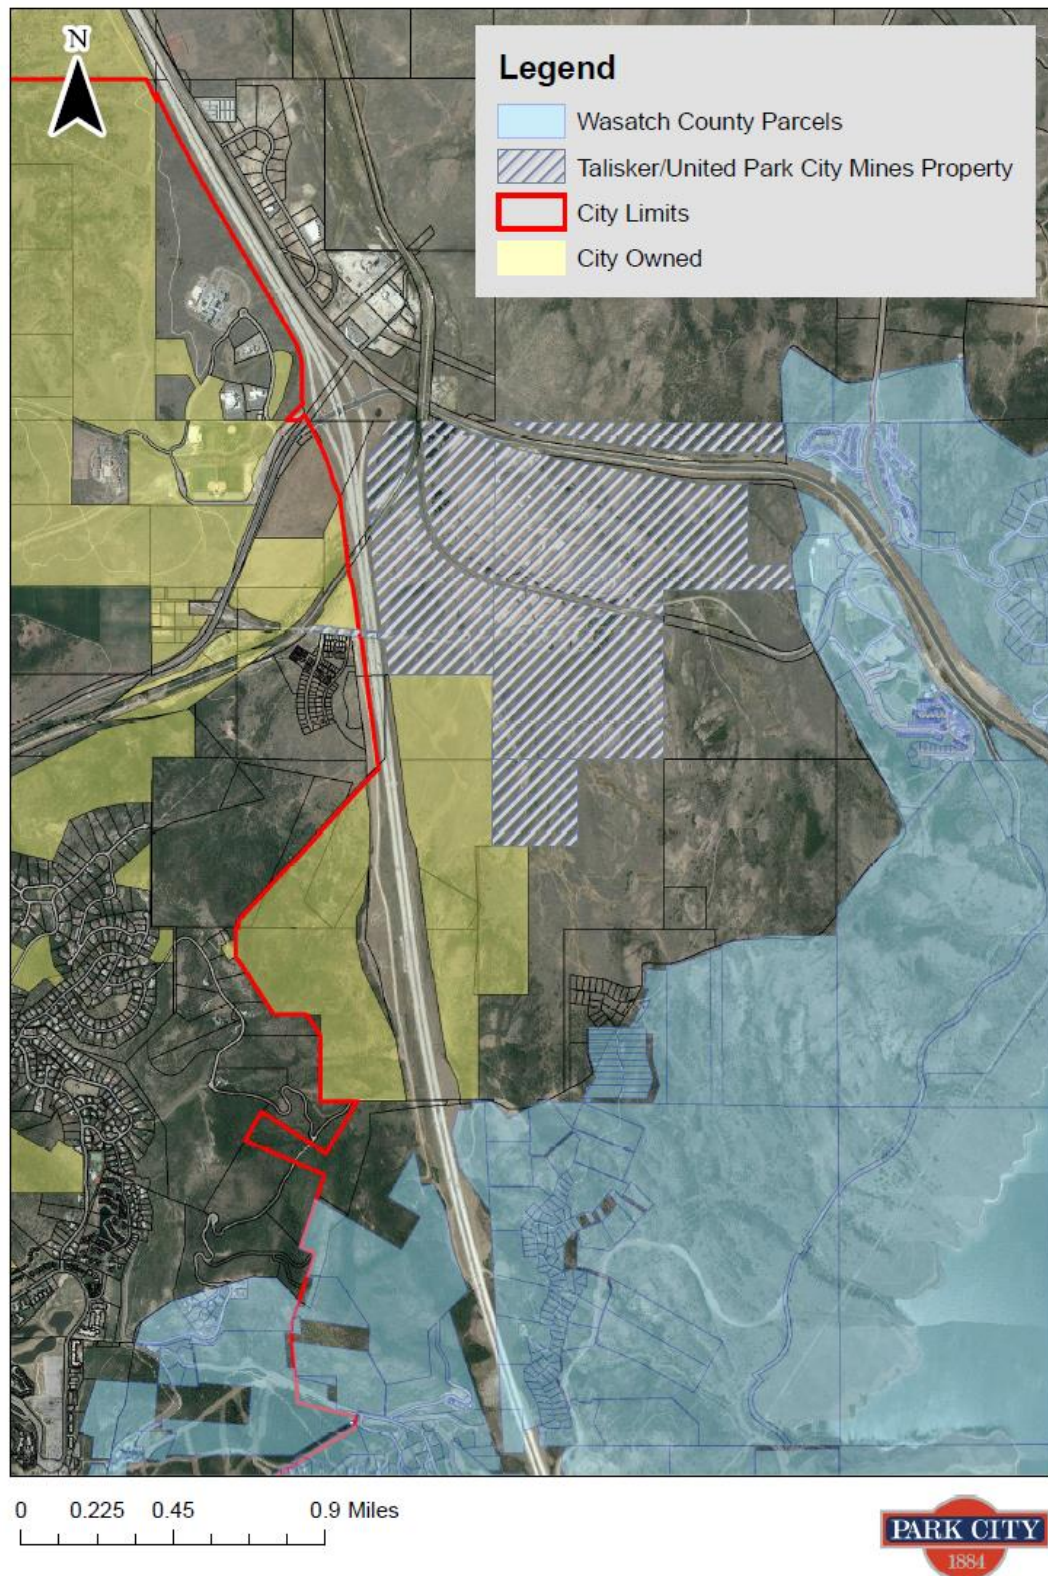 N
Legend
Wasatch County Parcels
Talisker/United Park City Mines Property
City Limits
City Owned
0 0.225 0.45 0.9 Miles
PARK CITY
1884